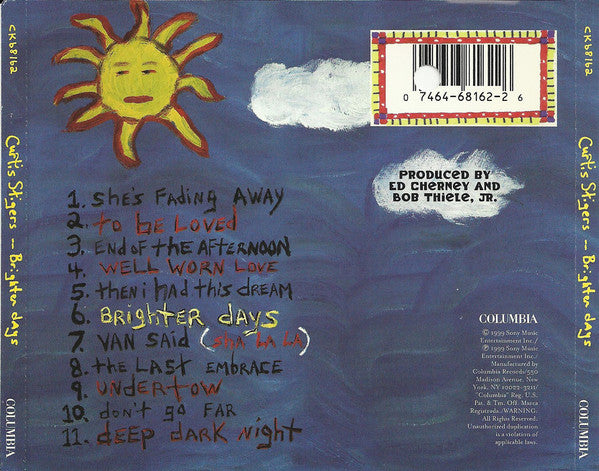 CK68162
Curtis Stigers -- Brighter days
COLUMBIA
0 7464-68162-2 6
PRODUCED BY
ED CHERNEY AND
BOB THIELE, JR.
1. she's Fading Away
2. to be Loved
3. END OF the AFTERNOON
4. WELL WORN LOVE
5. then i had this dREAM
6. BRighter days
7. VAN SAiD (sha LA LA)
8. the LAST Embrace
9. UNDERTOW
10. don't go FAR
11. dEEp dark Night
COLUMBIA
© 1999 Sony Music
Entertainment Inc./
℗ 1999 Sony Music
Entertainment Inc./
Manufactured by
Columbia Records/550
Madison Avenue, New
York, NY 10022-3211/
"Columbia" Reg. U.S.
Pat. & Tm. Off. Marca
Registrada./WARNING:
All Rights Reserved.
Unauthorized duplication
is a violation of
applicable laws.
CK68162
Curtis Stigers -- Brighter days
COLUMBIA